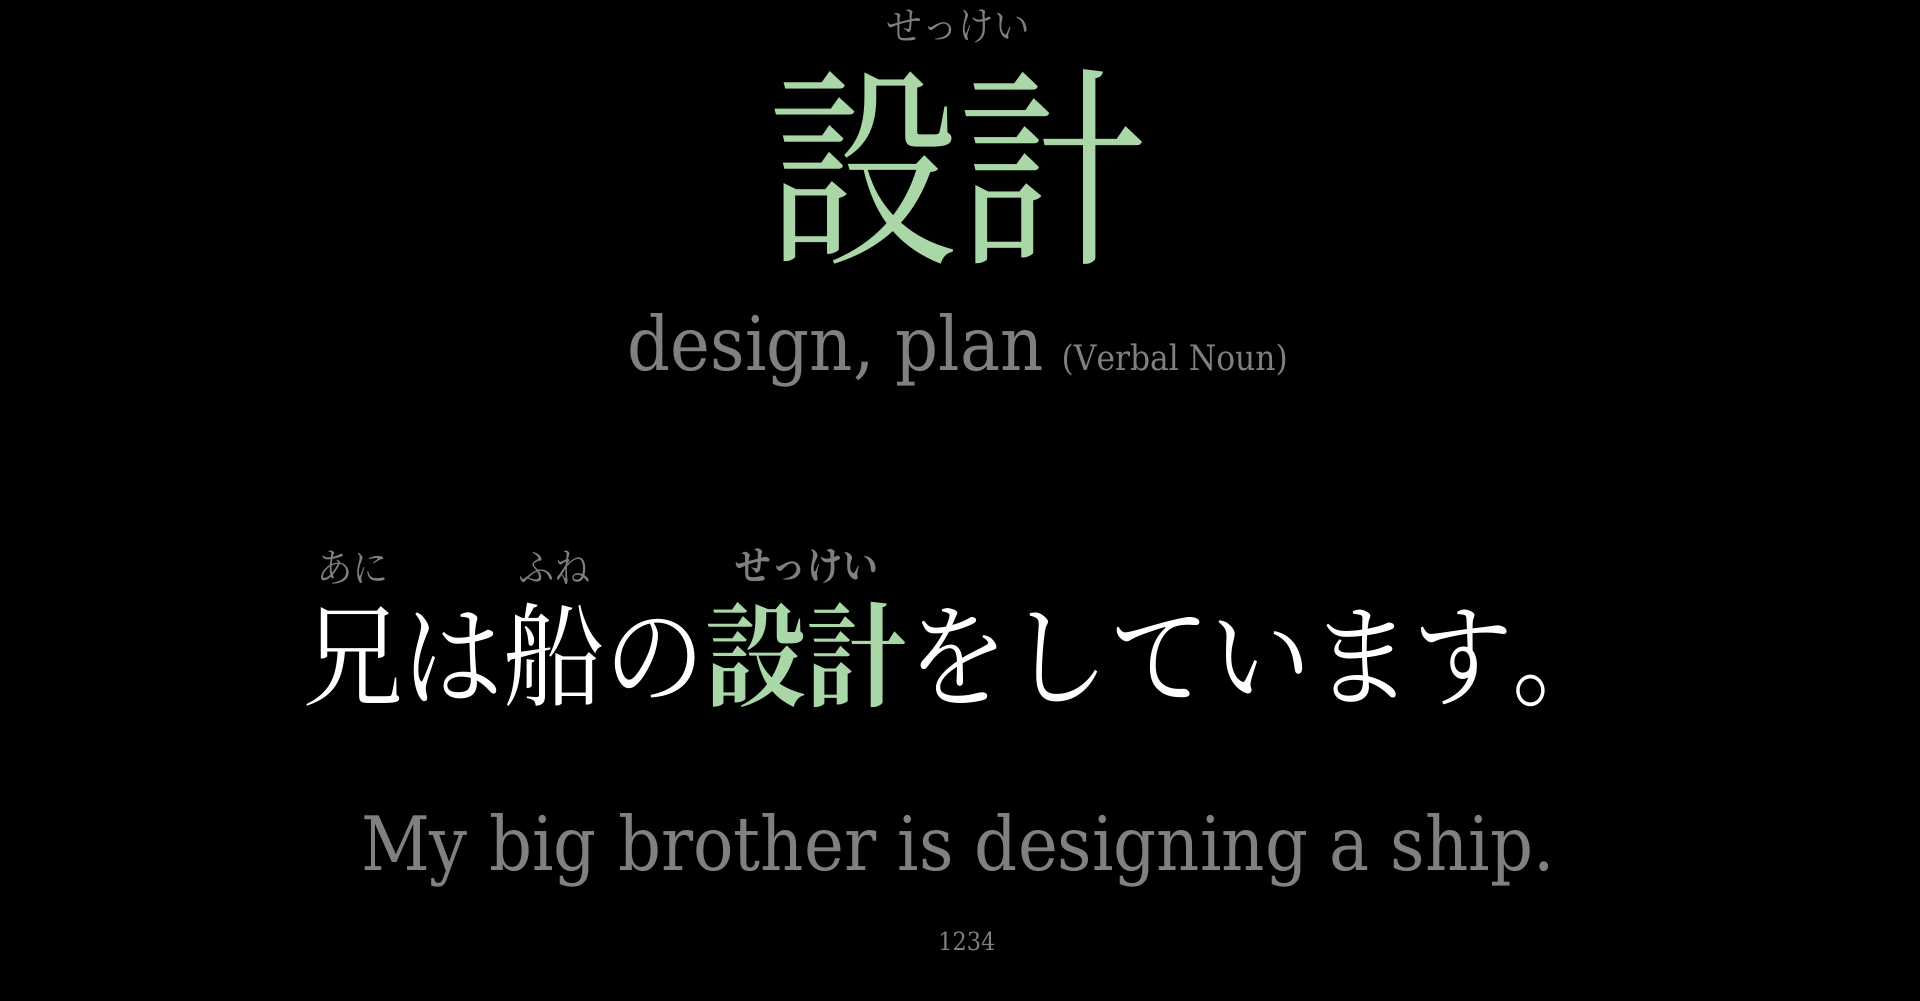 せっけい
設計
design, plan (Verbal Noun)
あに ふね せっけい
兄は船の設計をしています。
My big brother is designing a ship.
1234